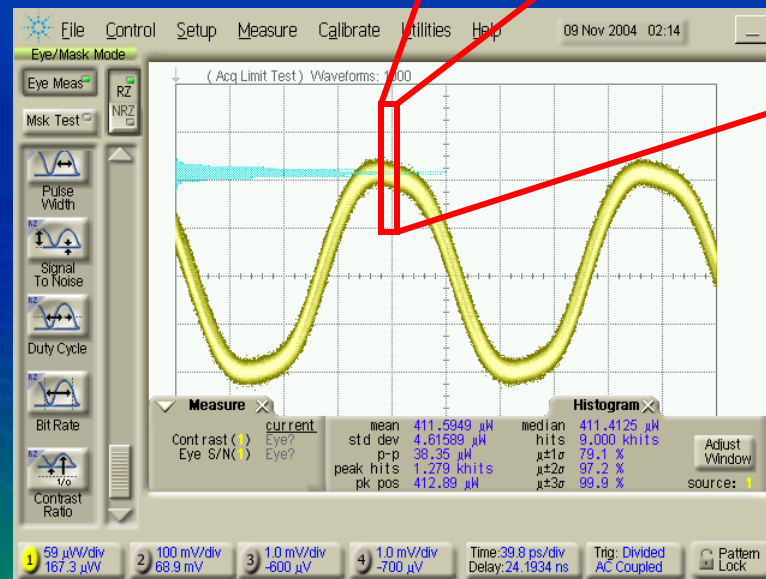 File Control Setup Measure Calibrate Utilities Help 09 Nov 2004 02:14
Eye/Mask Mode
Eye Meas
RZ
NRZ
Msk Test
( Acq Limit Test ) Waveforms: 1000
Pulse
Width
RZ
Signal
To Noise
RZ
Duty Cycle
RZ
Bit Rate
RZ
1/0
Contrast
Ratio
Measure
current
Contrast(1) Eye?
Eye S/N(1) Eye?
Histogram
mean 411.5949 µW median 411.4125 µW
std dev 4.61589 µW hits 9.000 khits
p-p 38.35 µW µ±1σ 79.1 %
peak hits 1.279 khits µ±2σ 97.2 %
pk pos 412.89 µW µ±3σ 99.9 %
Adjust
Window
source: 1
1 59 µW/div
167.3 µW
2 100 mV/div
68.9 mV
3 1.0 mV/div
-600 µV
4 1.0 mV/div
-700 µV
Time:39.8 ps/div
Delay:24.1934 ns
Trig: Divided
AC Coupled
Pattern
Lock